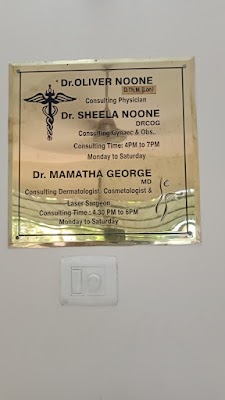 Dr.OLIVER NOONE
D.Th.M. (Lon)
Consulting Physician
Dr. SHEELA NOONE
DRCOG
Consulting Gynaec & Obs.,
Consulting Time: 4PM to 7PM
Monday to Saturday
Dr. MAMATHA GEORGE
MD
Consulting Dermatologist, Cosmetologist &
Laser Surgeon
Consulting Time : 4.30 PM to 6PM
Monday to Saturday